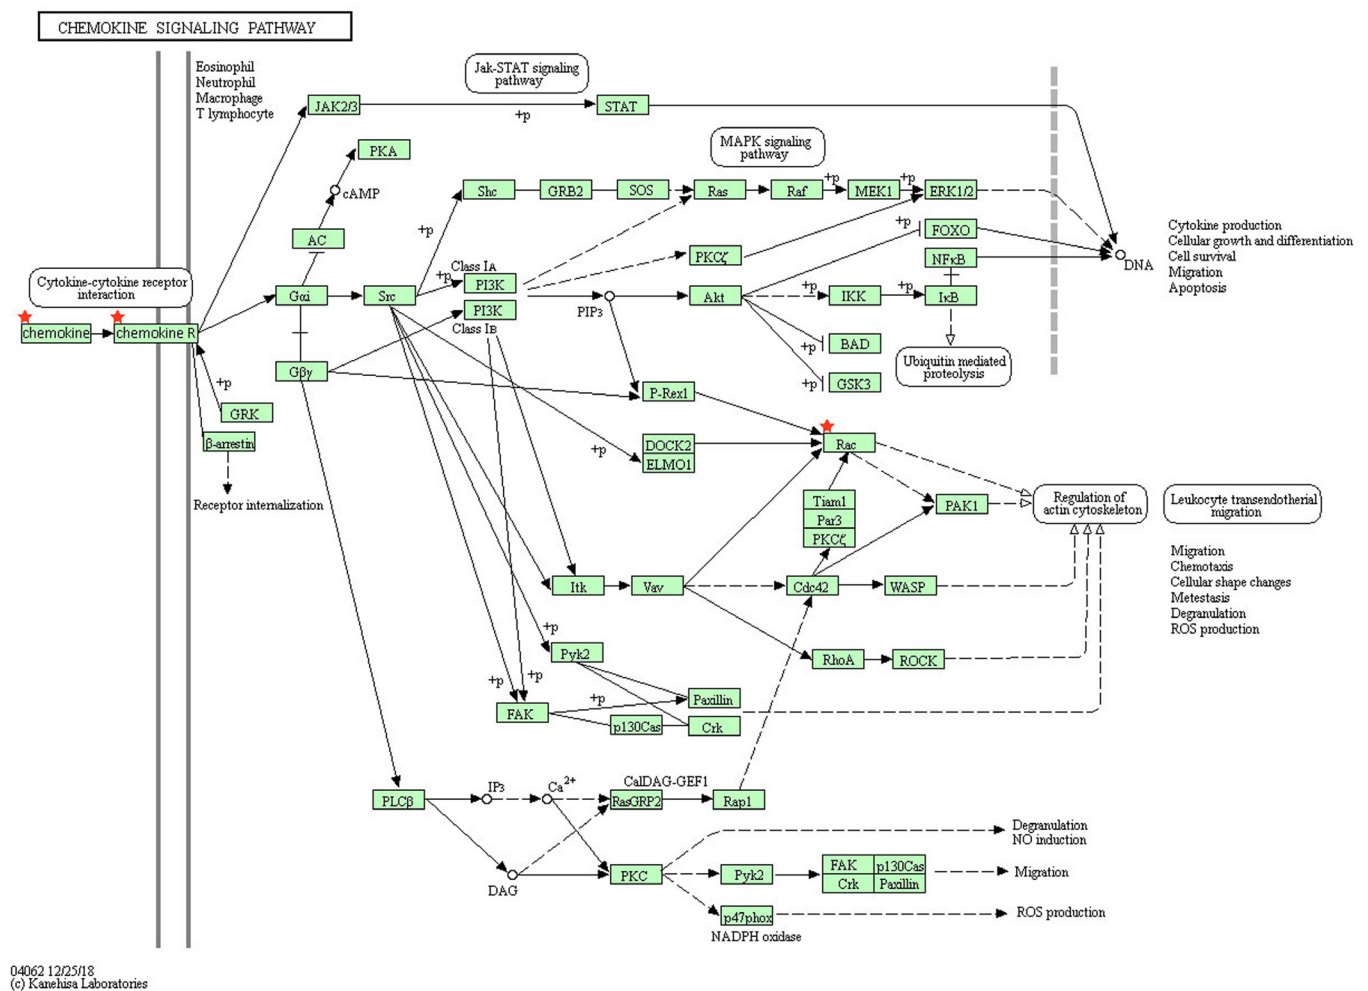 CHEMOKINE SIGNALING PATHWAY
Eosinophil
Neutrophil
Macrophage
T lymphocyte
Jak-STAT signaling
pathway
JAK2/3
+p
STAT
PKA
cAMP
AC
MAPK signaling
pathway
Shc
GRB2
SOS
Ras
Raf
+p
MEK1
+p
ERK1/2
+p
+p
FOXO
Cytokine production
Cellular growth and differentiation
Cell survival
Migration
Apoptosis
PKCζ
NFκB
DNA
Cytokine-cytokine receptor
interaction
Class IA
+p
PI3K
PI3K
Class IB
Gαi
Src
PIP3
Akt
+p
IKK
+p
IκB
chemokine
chemokine R
+p
BAD
Ubiquitin mediated
proteolysis
Gβγ
+p
GSK3
+p
P-Rex1
GRK
β-arrestin
Receptor internalization
+p
DOCK2
ELMO1
Rac
Tiam1
Par3
PKCζ
PAK1
Regulation of
actin cytoskeleton
Leukocyte transendotherial
migration
Migration
Chemotaxis
Cellular shape changes
Metestasis
Degranulation
ROS production
Itk
Vav
Cdc42
WASP
+p
Pyk2
RhoA
ROCK
+p
+p
+p
FAK
Paxillin
p130Cas
Crk
PLCβ
IP3
Ca2+
CalDAG-GEF1
RasGRP2
Rap1
DAG
PKC
Degranulation
NO induction
Pyk2
FAK
p130Cas
Crk
Paxillin
Migration
p47phox
NADPH oxidase
ROS production
04062 12/25/18
(c) Kanehisa Laboratories